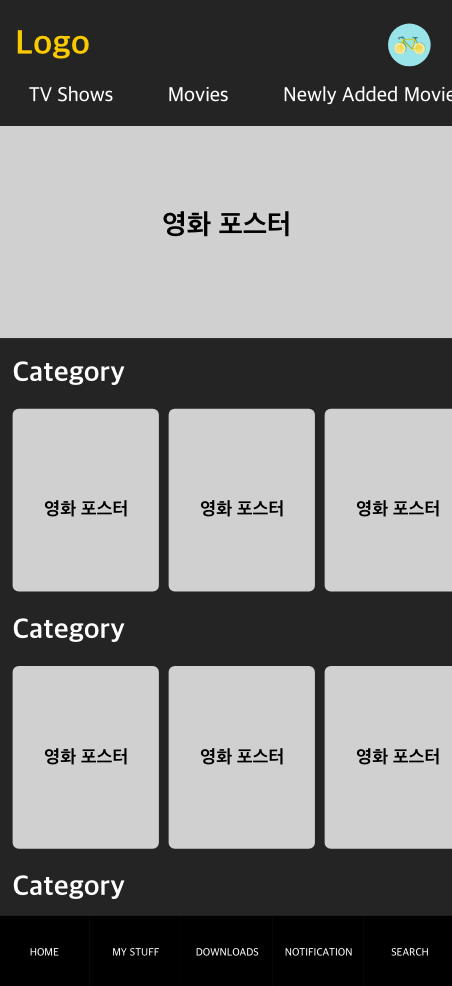 Logo
TV Shows Movies Newly Added Movie
영화 포스터
Category
영화 포스터 영화 포스터 영화 포스터
Category
영화 포스터 영화 포스터 영화 포스터
Category
HOME MY STUFF DOWNLOADS NOTIFICATION SEARCH